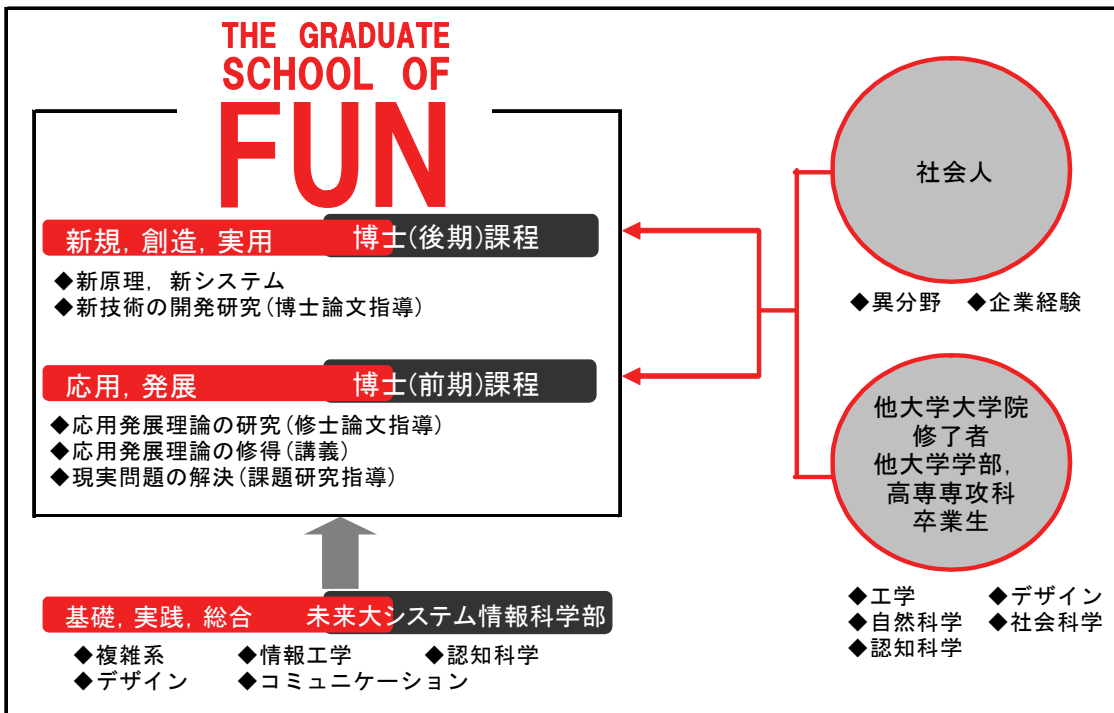 THE GRADUATE
SCHOOL OF
FUN
新規, 創造, 実用 博士(後期)課程
◆新原理, 新システム
◆新技術の開発研究(博士論文指導)
応用, 発展 博士(前期)課程
◆応用発展理論の研究(修士論文指導)
◆応用発展理論の修得(講義)
◆現実問題の解決(課題研究指導)
基礎, 実践, 総合 未来大システム情報科学部
◆複雑系 ◆情報工学 ◆認知科学
◆デザイン ◆コミュニケーション
社会人
◆異分野 ◆企業経験
他大学大学院
修了者
他大学学部,
高専専攻科
卒業生
◆工学 ◆デザイン
◆自然科学 ◆社会科学
◆認知科学